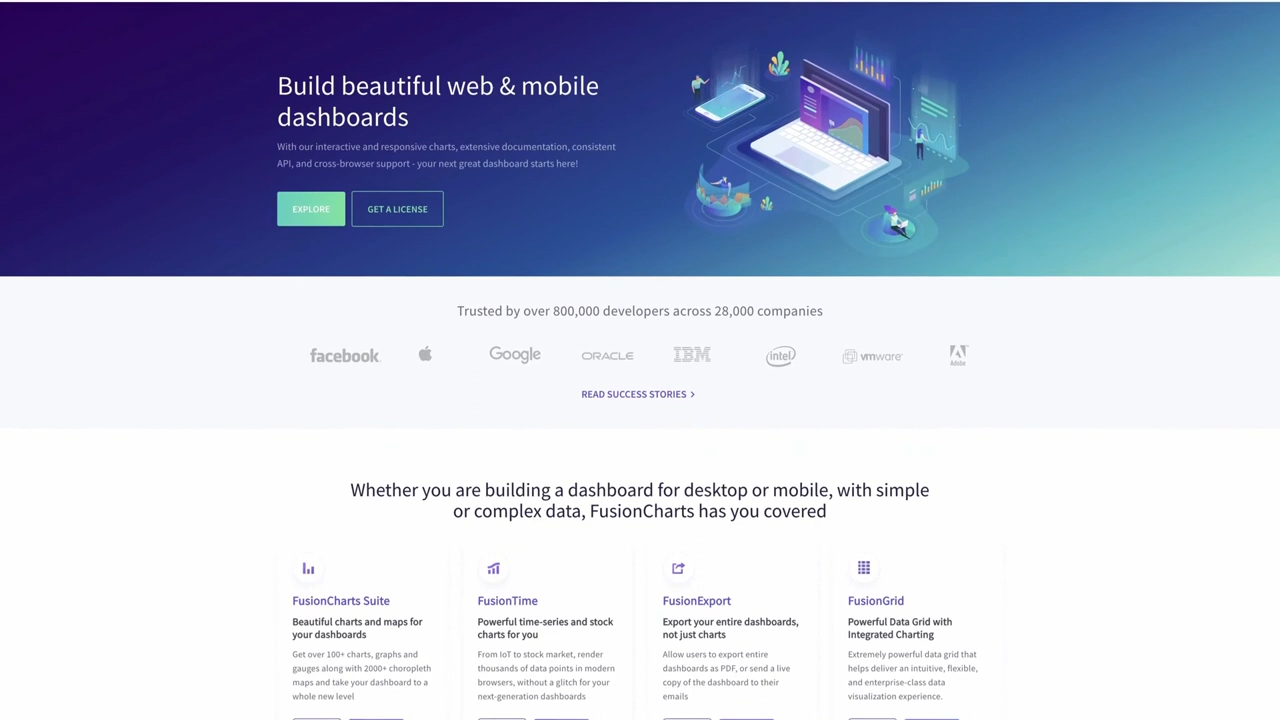 Build beautiful web & mobile
dashboards
With our interactive and responsive charts, extensive documentation, consistent
API, and cross-browser support - your next great dashboard starts here!
EXPLORE
GET A LICENSE
Trusted by over 800,000 developers across 28,000 companies
facebook.
Google
ORACLE
IBM
intel
vmware
Adobe
READ SUCCESS STORIES >
Whether you are building a dashboard for desktop or mobile, with simple
or complex data, FusionCharts has you covered
FusionCharts Suite
Beautiful charts and maps for
your dashboards
Get over 100+ charts, graphs and
gauges along with 2000+ choropleth
maps and take your dashboard to a
whole new level
FusionTime
Powerful time-series and stock
charts for you
From IoT to stock market, render
thousands of data points in modern
browsers, without a glitch for your
next-generation dashboards
FusionExport
Export your entire dashboards,
not just charts
Allow users to export entire
dashboards as PDF, or send a live
copy of the dashboard to their
emails
FusionGrid
Powerful Data Grid with
Integrated Charting
Extremely powerful data grid that
helps deliver an intuitive, flexible,
and enterprise-class data
visualization experience.